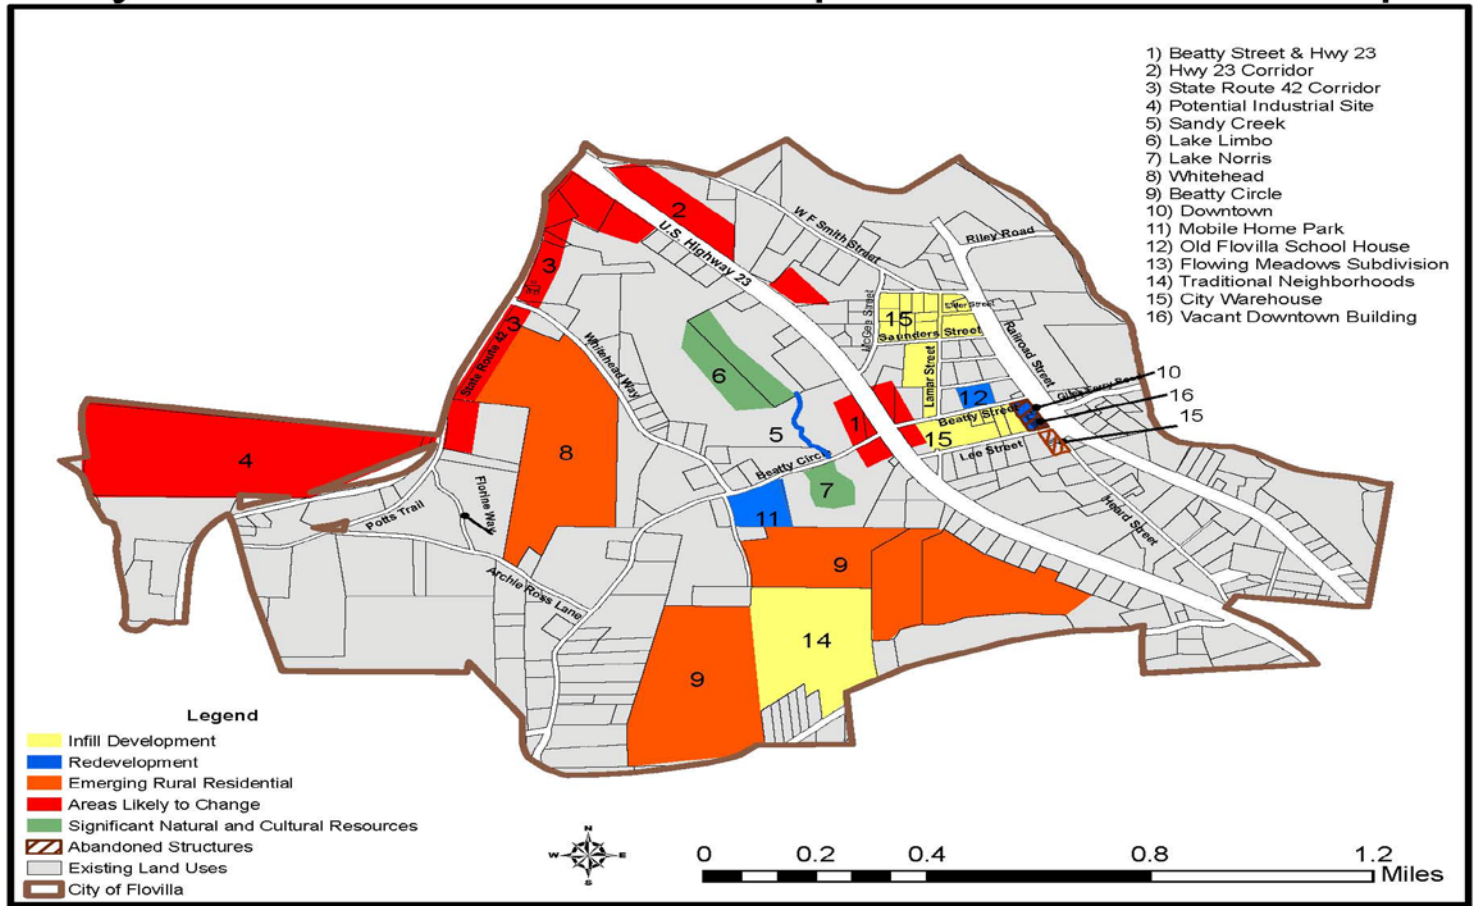 1) Beatty Street & Hwy 23
2) Hwy 23 Corridor
3) State Route 42 Corridor
4) Potential Industrial Site
5) Sandy Creek
6) Lake Limbo
7) Lake Norris
8) Whitehead
9) Beatty Circle
10) Downtown
11) Mobile Home Park
12) Old Flovilla School House
13) Flowing Meadows Subdivision
14) Traditional Neighborhoods
15) City Warehouse
16) Vacant Downtown Building
2
W F Smith Street
U.S. Highway 23
Riley Road
3
3
State Route 42
Whitehead Way
McGee Street
15
Saunders Street
Railroad Street
Lamar Street
6
12
10
16
15
1
Beatty Street
15
Lee Street
5
Beatty Circle
4
8
7
11
Heard Street
Florine Way
Potts Trail
Archie Ross Lane
9
14
9
Legend
Infill Development
Redevelopment
Emerging Rural Residential
Areas Likely to Change
Significant Natural and Cultural Resources
Abandoned Structures
Existing Land Uses
City of Flovilla
N
W E
S
0 0.2 0.4 0.8 1.2
Miles